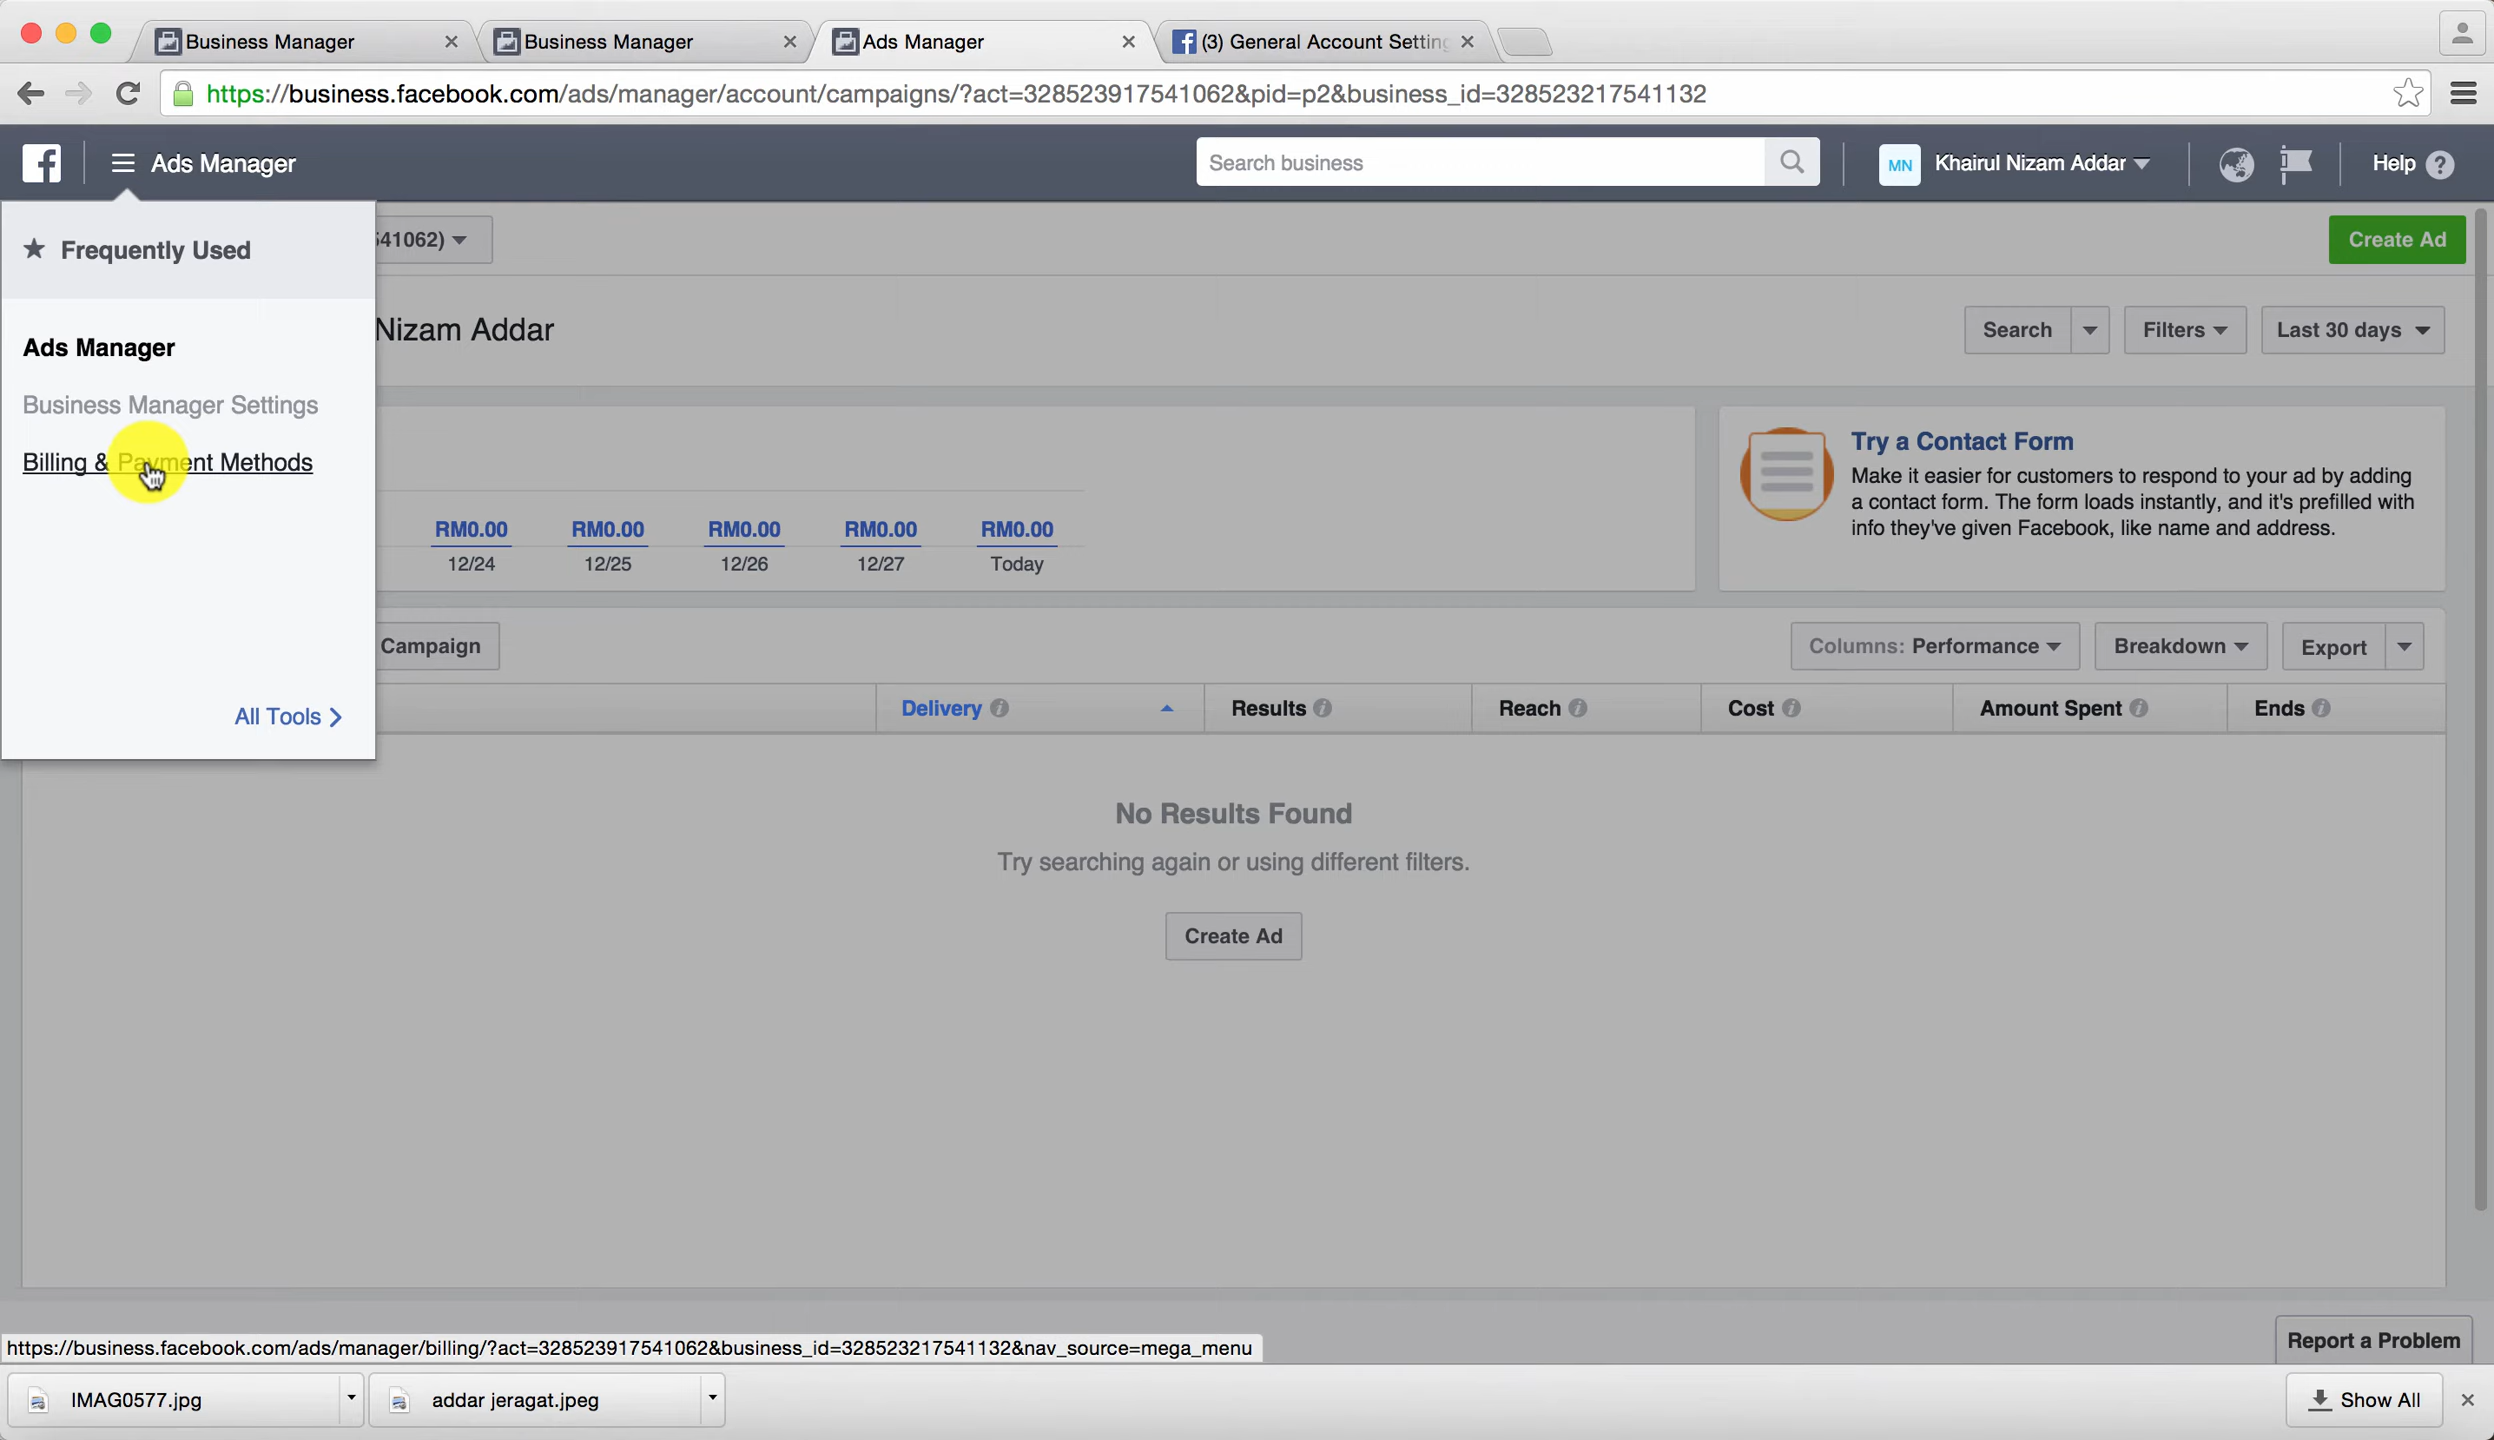 Business Manager
Business Manager
Ads Manager
(3) General Account Setting
https://business.facebook.com/ads/manager/account/campaigns/?act=328523917541062&pid=p2&business_id=328523217541132
Ads Manager
Search business
MN
Khairul Nizam Addar
Help
Frequently Used
41062)
Create Ad
Ads Manager
Nizam Addar
Search
Filters
Last 30 days
Business Manager Settings
Billing & Payment Methods
Try a Contact Form
Make it easier for customers to respond to your ad by adding
a contact form. The form loads instantly, and it's prefilled with
info they've given Facebook, like name and address.
RM0.00 RM0.00 RM0.00 RM0.00 RM0.00
12/24 12/25 12/26 12/27 Today
Campaign
Columns: Performance
Breakdown
Export
All Tools
Delivery Results Reach Cost Amount Spent Ends
No Results Found
Try searching again or using different filters.
Create Ad
Report a Problem
https://business.facebook.com/ads/manager/billing/?act=328523917541062&business_id=328523217541132&nav_source=mega_menu
IMAG0577.jpg
addar jeragat.jpeg
Show All